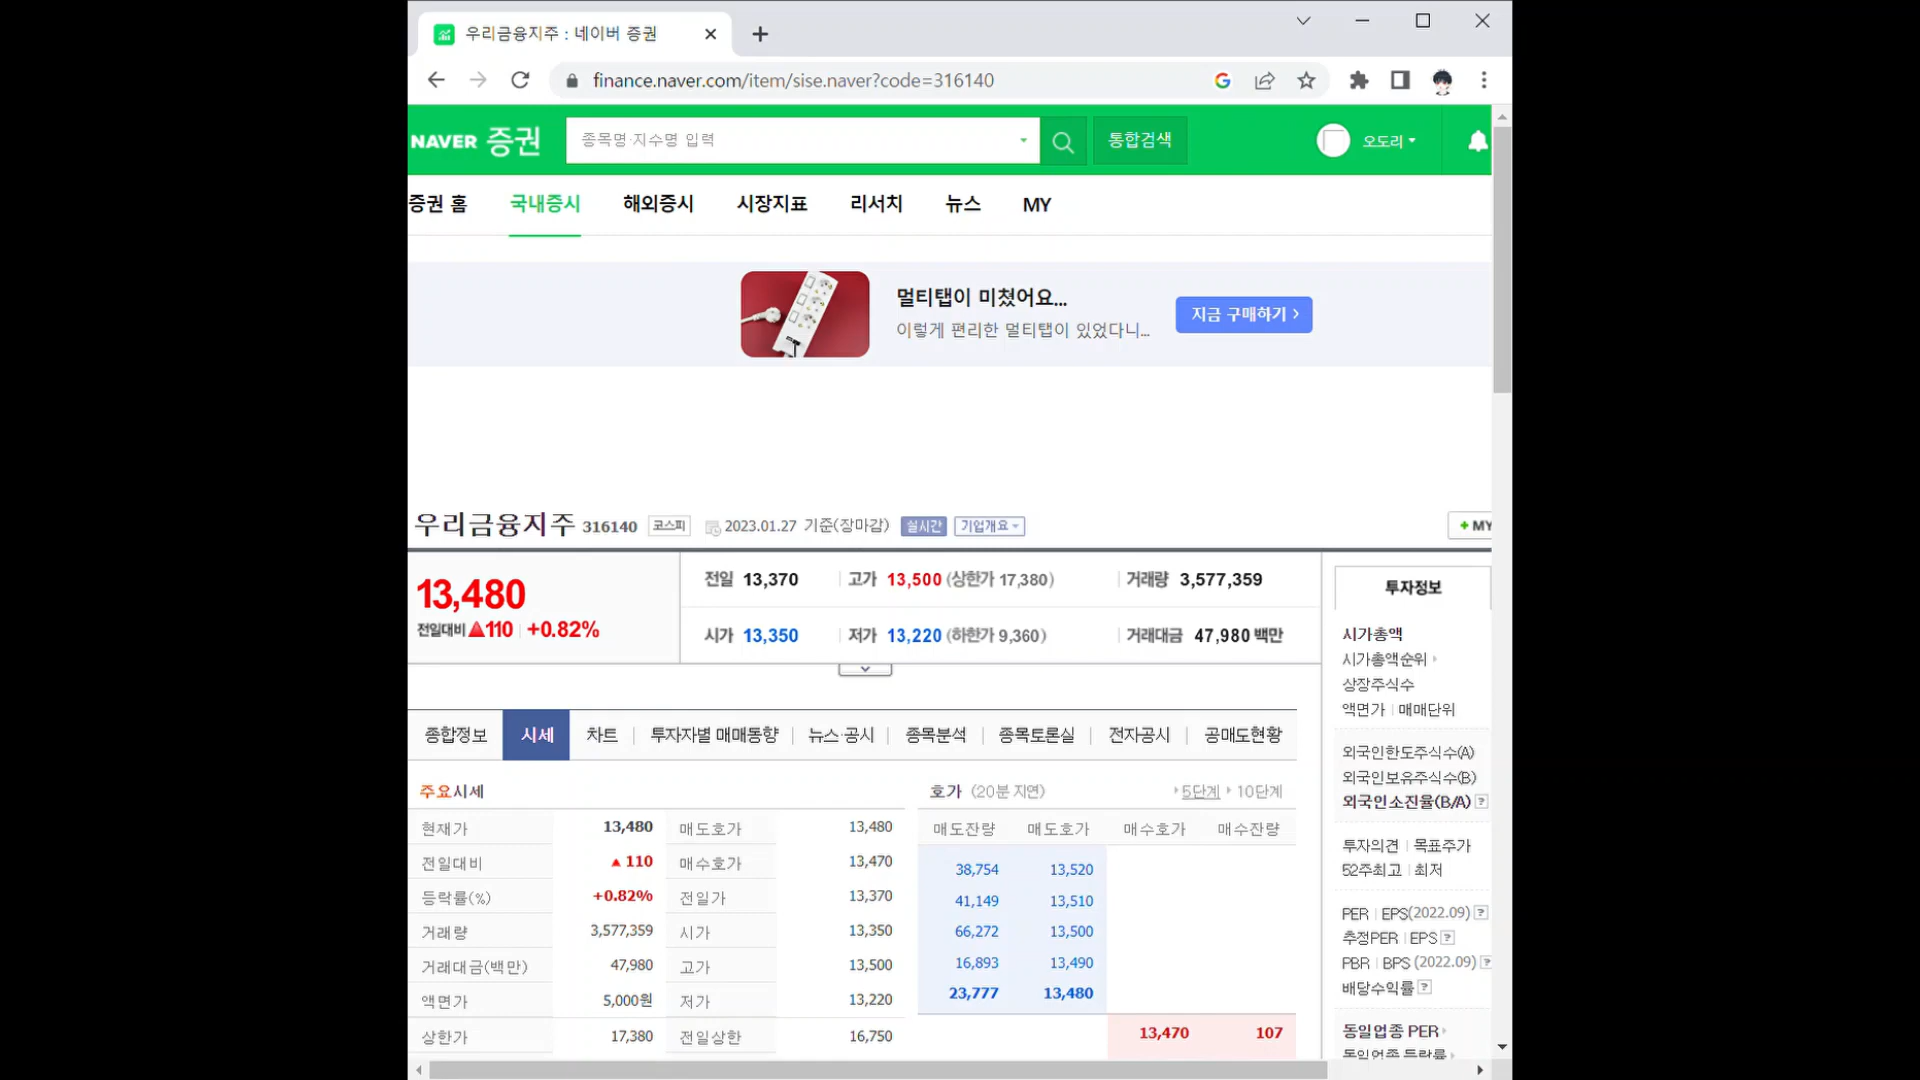 우리금융지주 : 네이버 증권
finance.naver.com/item/sise.naver?code=316140
NAVER 증권
종목명·지수명 입력
통합검색
오도리
증권 홈 국내증시 해외증시 시장지표 리서치 뉴스 MY
멀티탭이 미쳤어요...
이렇게 편리한 멀티탭이 있었다니...
지금 구매하기 >
우리금융지주 316140 코스피 2023.01.27 기준(장마감) 실시간 기업개요 + MY
13,480
전일대비 ▲110 +0.82%
전일 13,370 고가 13,500 (상한가 17,380) 거래량 3,577,359
시가 13,350 저가 13,220 (하한가 9,360) 거래대금 47,980 백만
종합정보 시세 차트 투자자별 매매동향 뉴스·공시 종목분석 종목토론실 전자공시 공매도현황
주요시세
현재가 13,480 매도호가 13,480
전일대비 ▲ 110 매수호가 13,470
등락률(%) +0.82% 전일가 13,370
거래량 3,577,359 시가 13,350
거래대금(백만) 47,980 고가 13,500
액면가 5,000원 저가 13,220
상한가 17,380 전일상한 16,750
호가 (20분 지연) 5단계 10단계
매도잔량 매도호가 매수호가 매수잔량
38,754 13,520
41,149 13,510
66,272 13,500
16,893 13,490
23,777 13,480
13,470 107
투자정보
시가총액
시가총액순위
상장주식수
액면가 | 매매단위
외국인한도주식수(A)
외국인보유주식수(B)
외국인소진율(B/A) ?
투자의견 | 목표주가
52주최고 | 최저
PER | EPS(2022.09) ?
추정PER | EPS ?
PBR | BPS (2022.09) ?
배당수익률 ?
동일업종 PER
동일업종 등락률